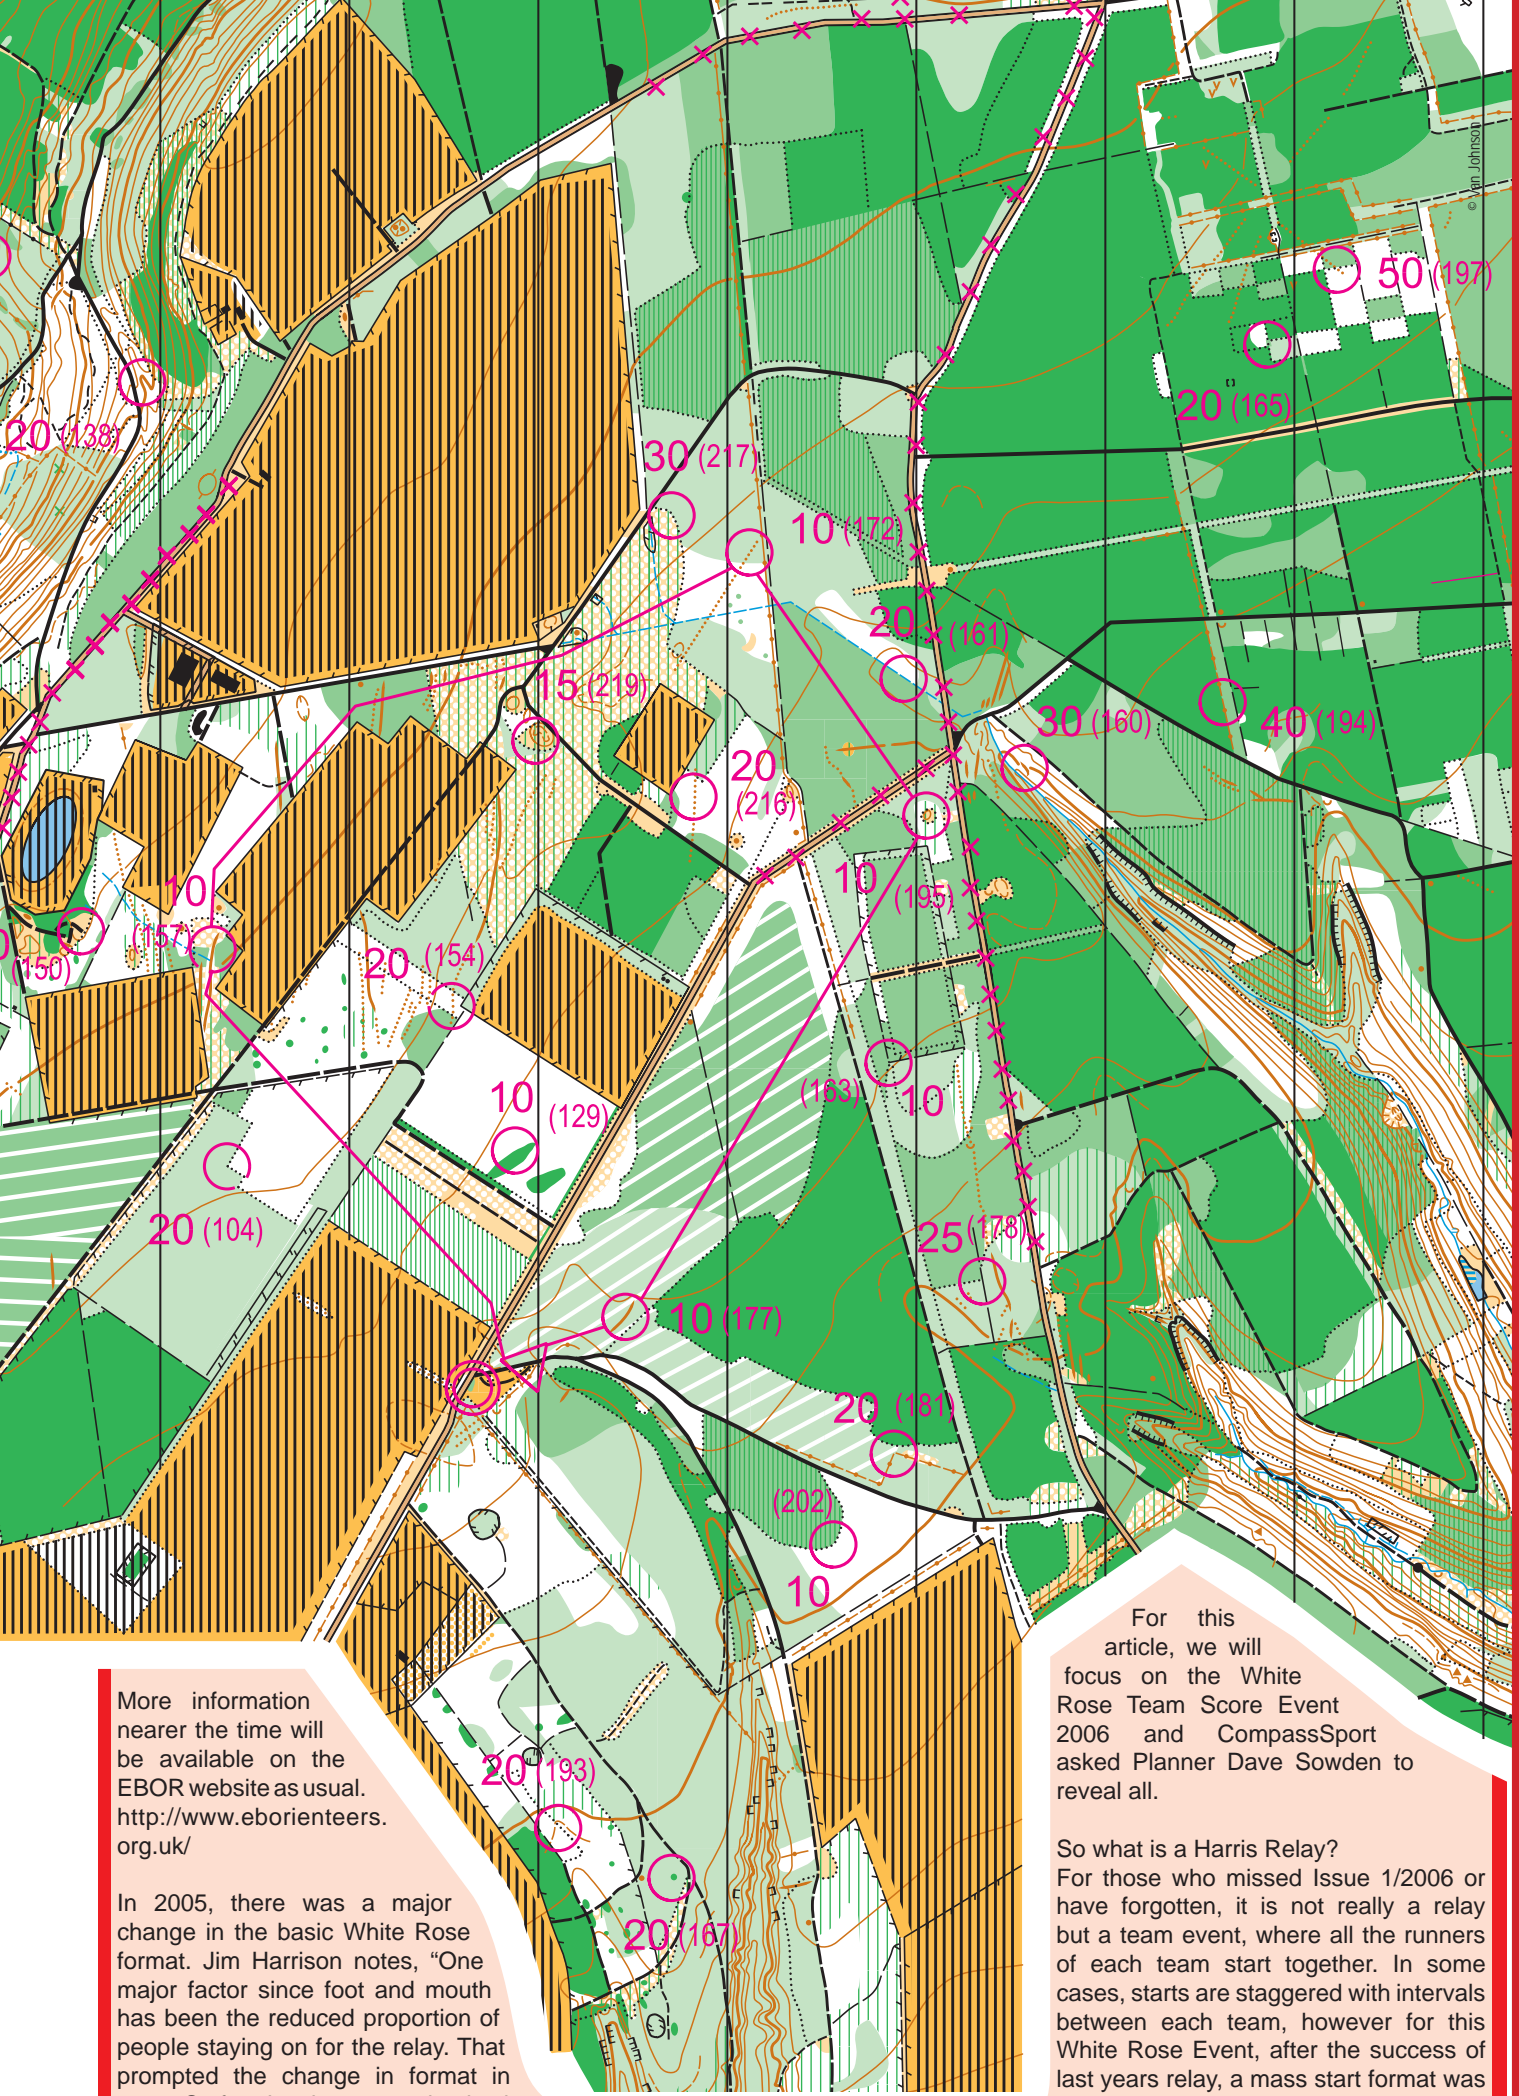 © Ian Johnson
50 (197)
20 (165)
20 (138)
30 (217)
10 (172)
20 (161)
15 (219)
30 (160)
40 (194)
20 (216)
10 (195)
10 (157)
(150)
20 (154)
10 (129)
(163) 10
20 (104)
25 (178)
10 (177)
20 (181)
(202)
10
20 (193)
20 (167)
More information
nearer the time will
be available on the
EBOR website as usual.
http://www.eborienteers.
org.uk/
In 2005, there was a major
change in the basic White Rose
format. Jim Harrison notes, “One
major factor since foot and mouth
has been the reduced proportion of
people staying on for the relay. That
prompted the change in format in
For this
article, we will
focus on the White
Rose Team Score Event
2006 and CompassSport
asked Planner Dave Sowden to
reveal all.
So what is a Harris Relay?
For those who missed Issue 1/2006 or
have forgotten, it is not really a relay
but a team event, where all the runners
of each team start together. In some
cases, starts are staggered with intervals
between each team, however for this
White Rose Event, after the success of
last years relay, a mass start format was